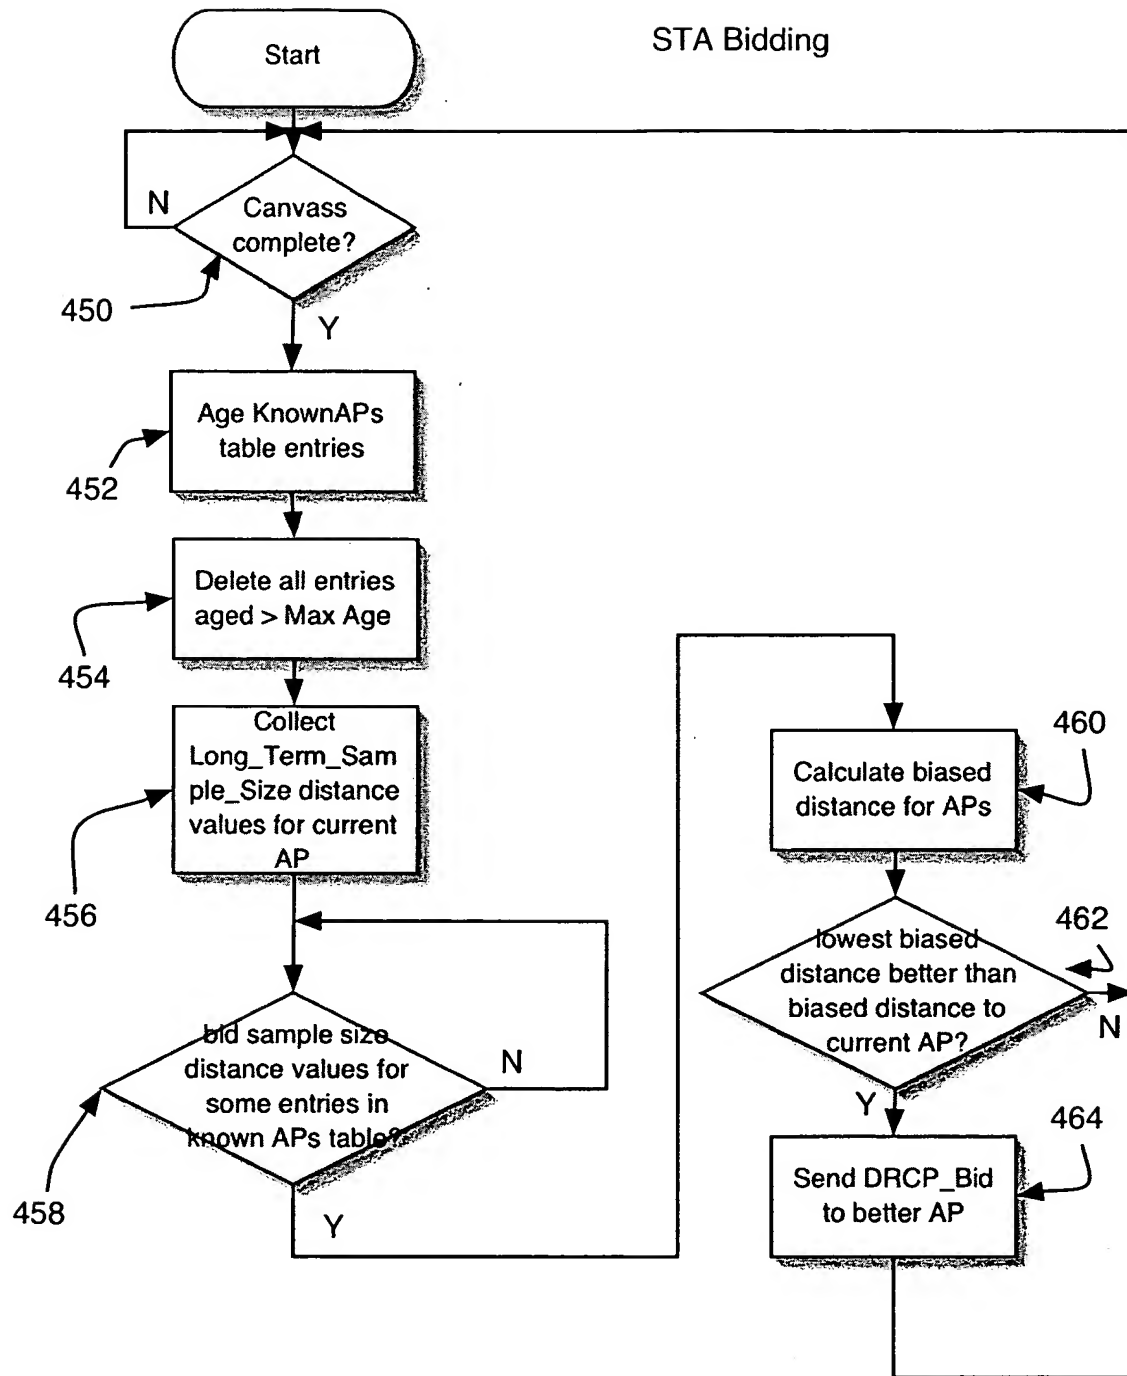 Start
STA Bidding
N
Canvass
complete?
450
Y
Age KnownAPs
table entries
452
Delete all entries
aged > Max Age
454
Collect
Long_Term_Sam
ple_Size distance
values for current
AP
456
bid sample size
distance values for
some entries in
known APs table?
N
458
Y
460
Calculate biased
distance for APs
462
lowest biased
distance better than
biased distance to
current AP?
N
Y
464
Send DRCP_Bid
to better AP